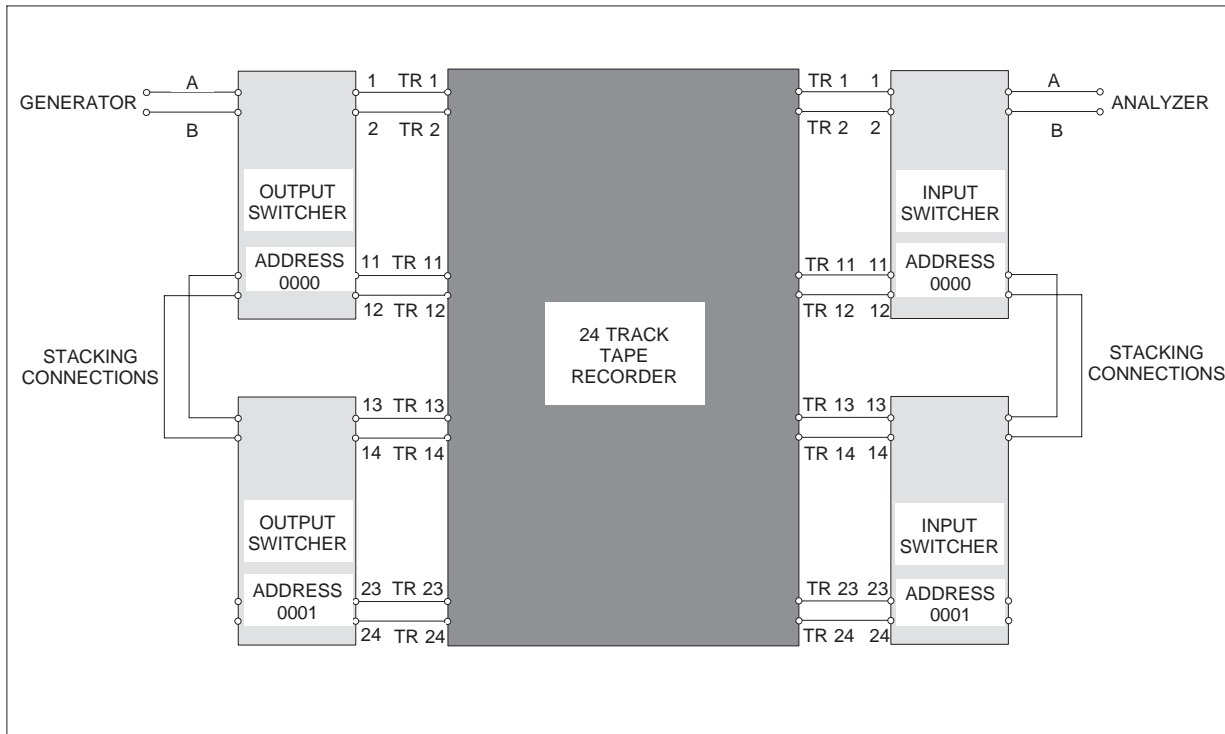 A 1 TR 1 TR 1 1 A
GENERATOR ANALYZER
B 2 TR 2 TR 2 2 B
OUTPUT
SWITCHER
INPUT
SWITCHER
ADDRESS
0000
11 TR 11 TR 11 11
ADDRESS
0000
12 TR 12 TR 12 12
24 TRACK
TAPE
RECORDER
STACKING
CONNECTIONS
STACKING
CONNECTIONS
13 TR 13 TR 13 13
14 TR 14 TR 14 14
OUTPUT
SWITCHER
INPUT
SWITCHER
ADDRESS
0001
23 TR 23 TR 23 23
ADDRESS
0001
24 TR 24 TR 24 24